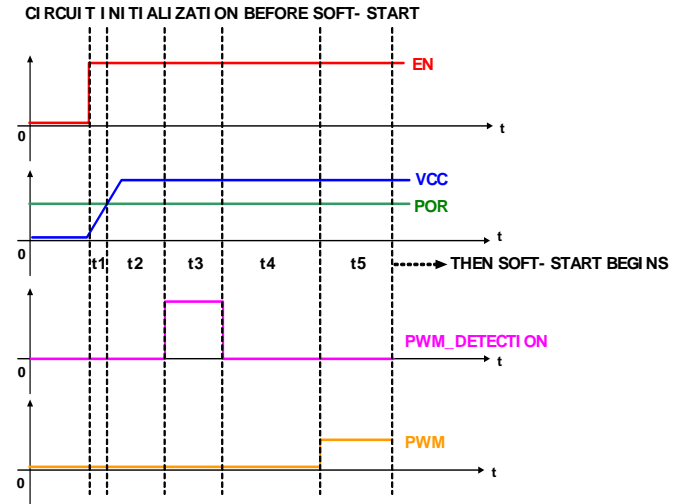 CIRCUIT INITIALIZATION BEFORE SOFT- START
EN
0
t
VCC
POR
0
t
t1 t2 t3 t4 t5 THEN SOFT- START BEGINS
PWM_DETECTION
0
t
PWM
0
t